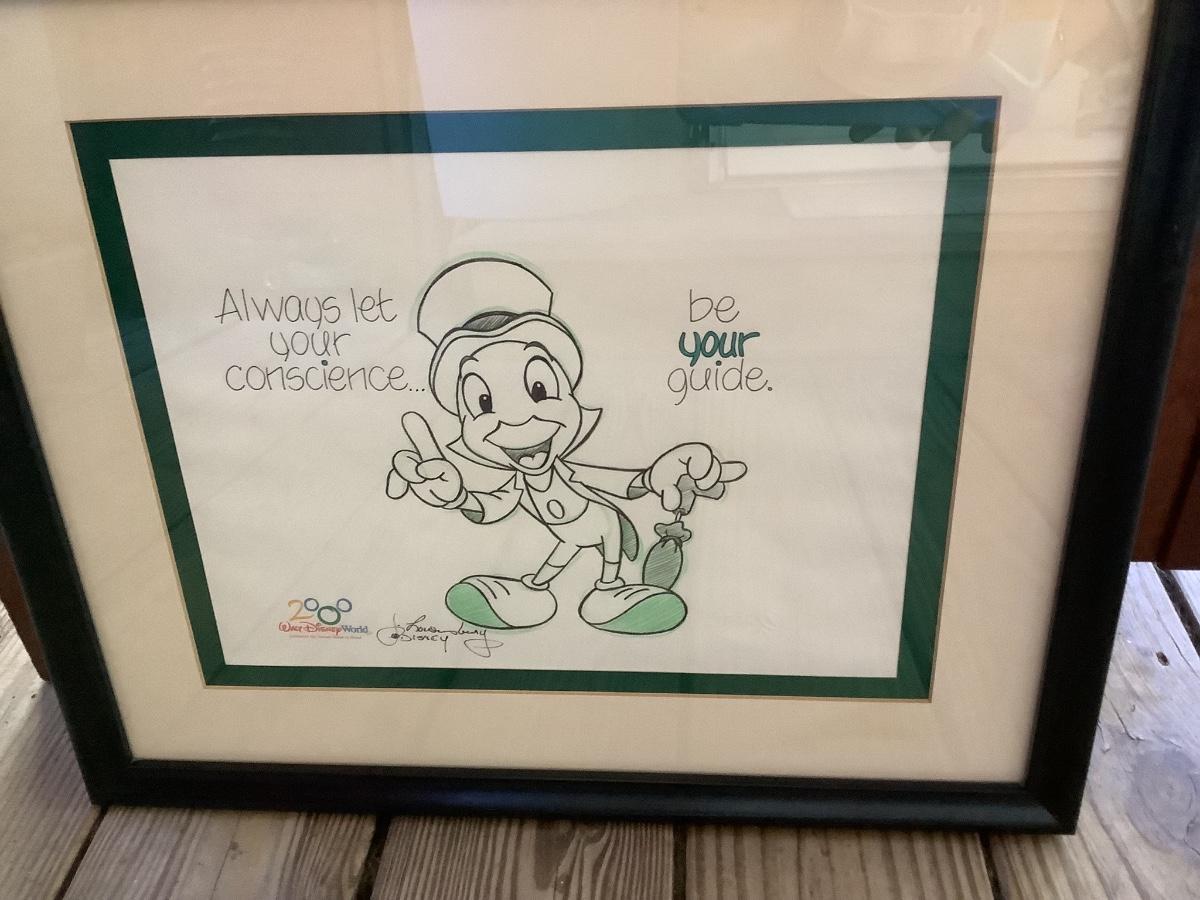 Always let
your
conscience...
be
your
guide.
2000
Walt Disney World
DISNEY